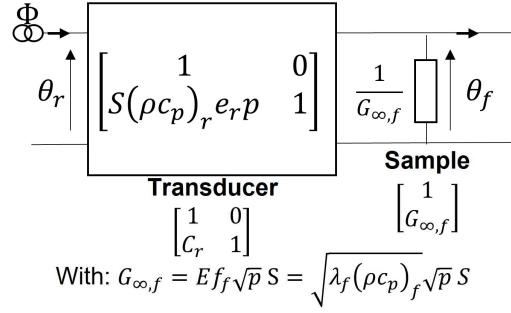 Φ
θ_r
[1 0
S(ρc_p)_r e_r p 1]
1/G_{∞,f}
θ_f
Transducer
[1 0
C_r 1]
Sample
[1
G_{∞,f}]
With: G_{∞,f} = Ef_f√p S = √(λ_f(ρc_p)_f)√p S